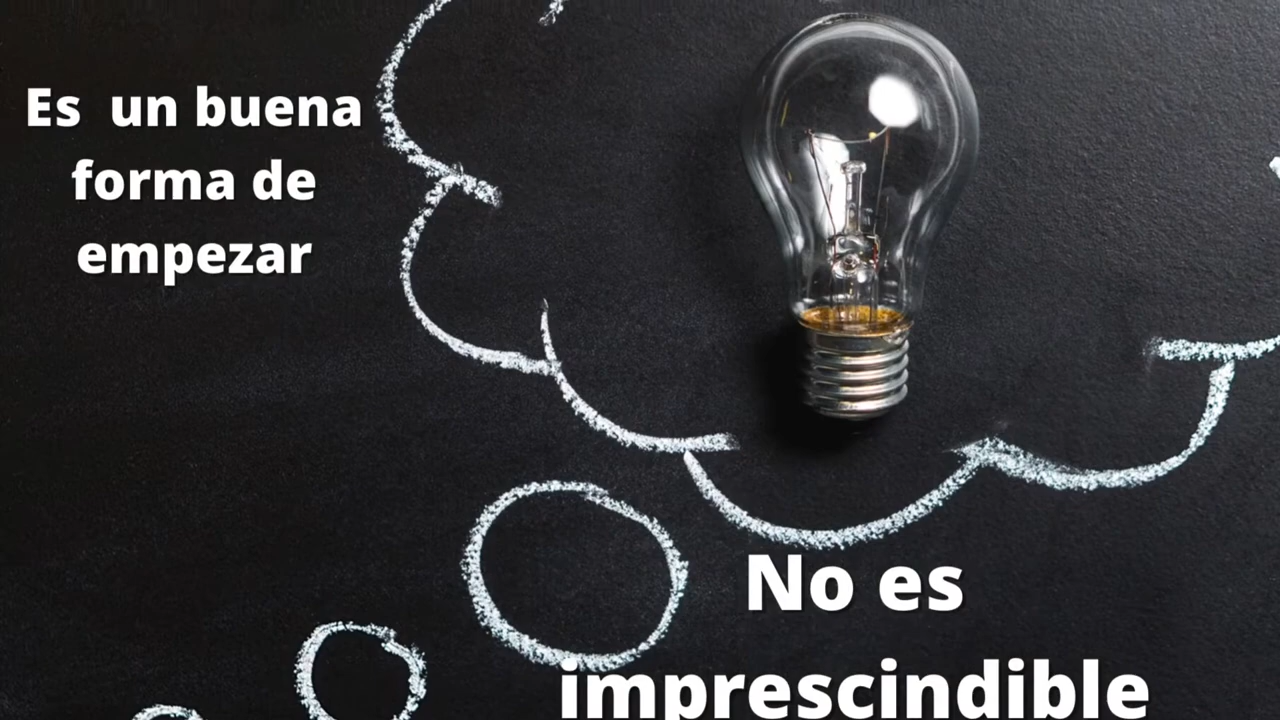 Es un buena
forma de
empezar
No es
imprescindible